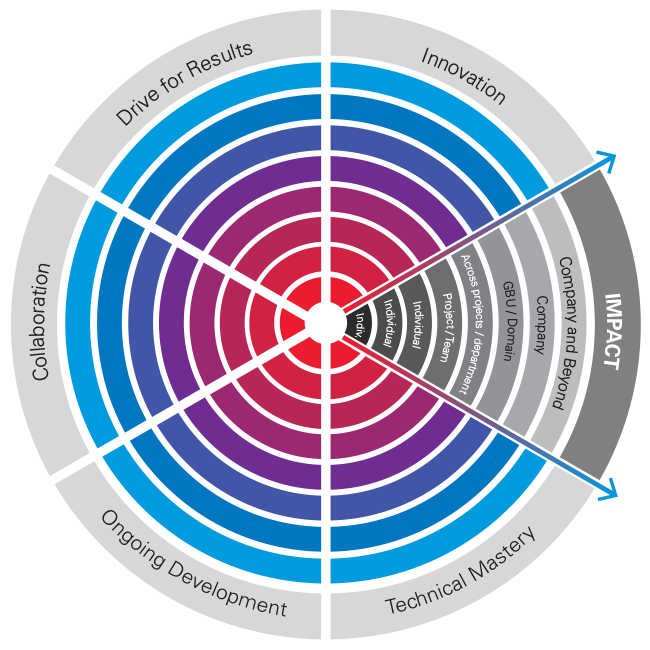 Drive for Results
Innovation
Collaboration
Indiv.
Individual
Individual
Project / Team
Across projects / department
GBU / Domain
Company
Company and Beyond
IMPACT
Ongoing Development
Technical Mastery